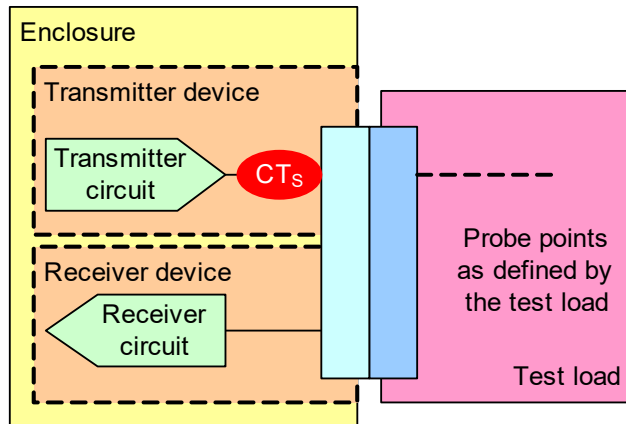 Enclosure
Transmitter device
Transmitter
circuit
CTS
Receiver device
Receiver
circuit
Probe points
as defined by
the test load
Test load